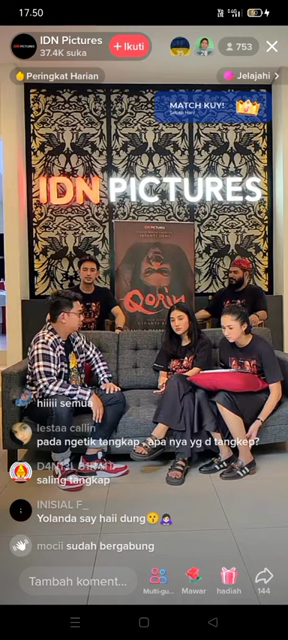 17.50
IDN Pictures
37.4K suka
+ Ikuti
753
Peringkat Harian
Jelajahi >
MATCH KUY!
IDN PICTURES
QORIN
hiiiii semua
lestaa callin
pada ngetik tangkap , apa nya yg d tangkep?
saling tangkap
INISIAL F_
Yolanda say haii dung
mocii sudah bergabung
Tambah koment...
Multi-gu...
Mawar
hadiah
144